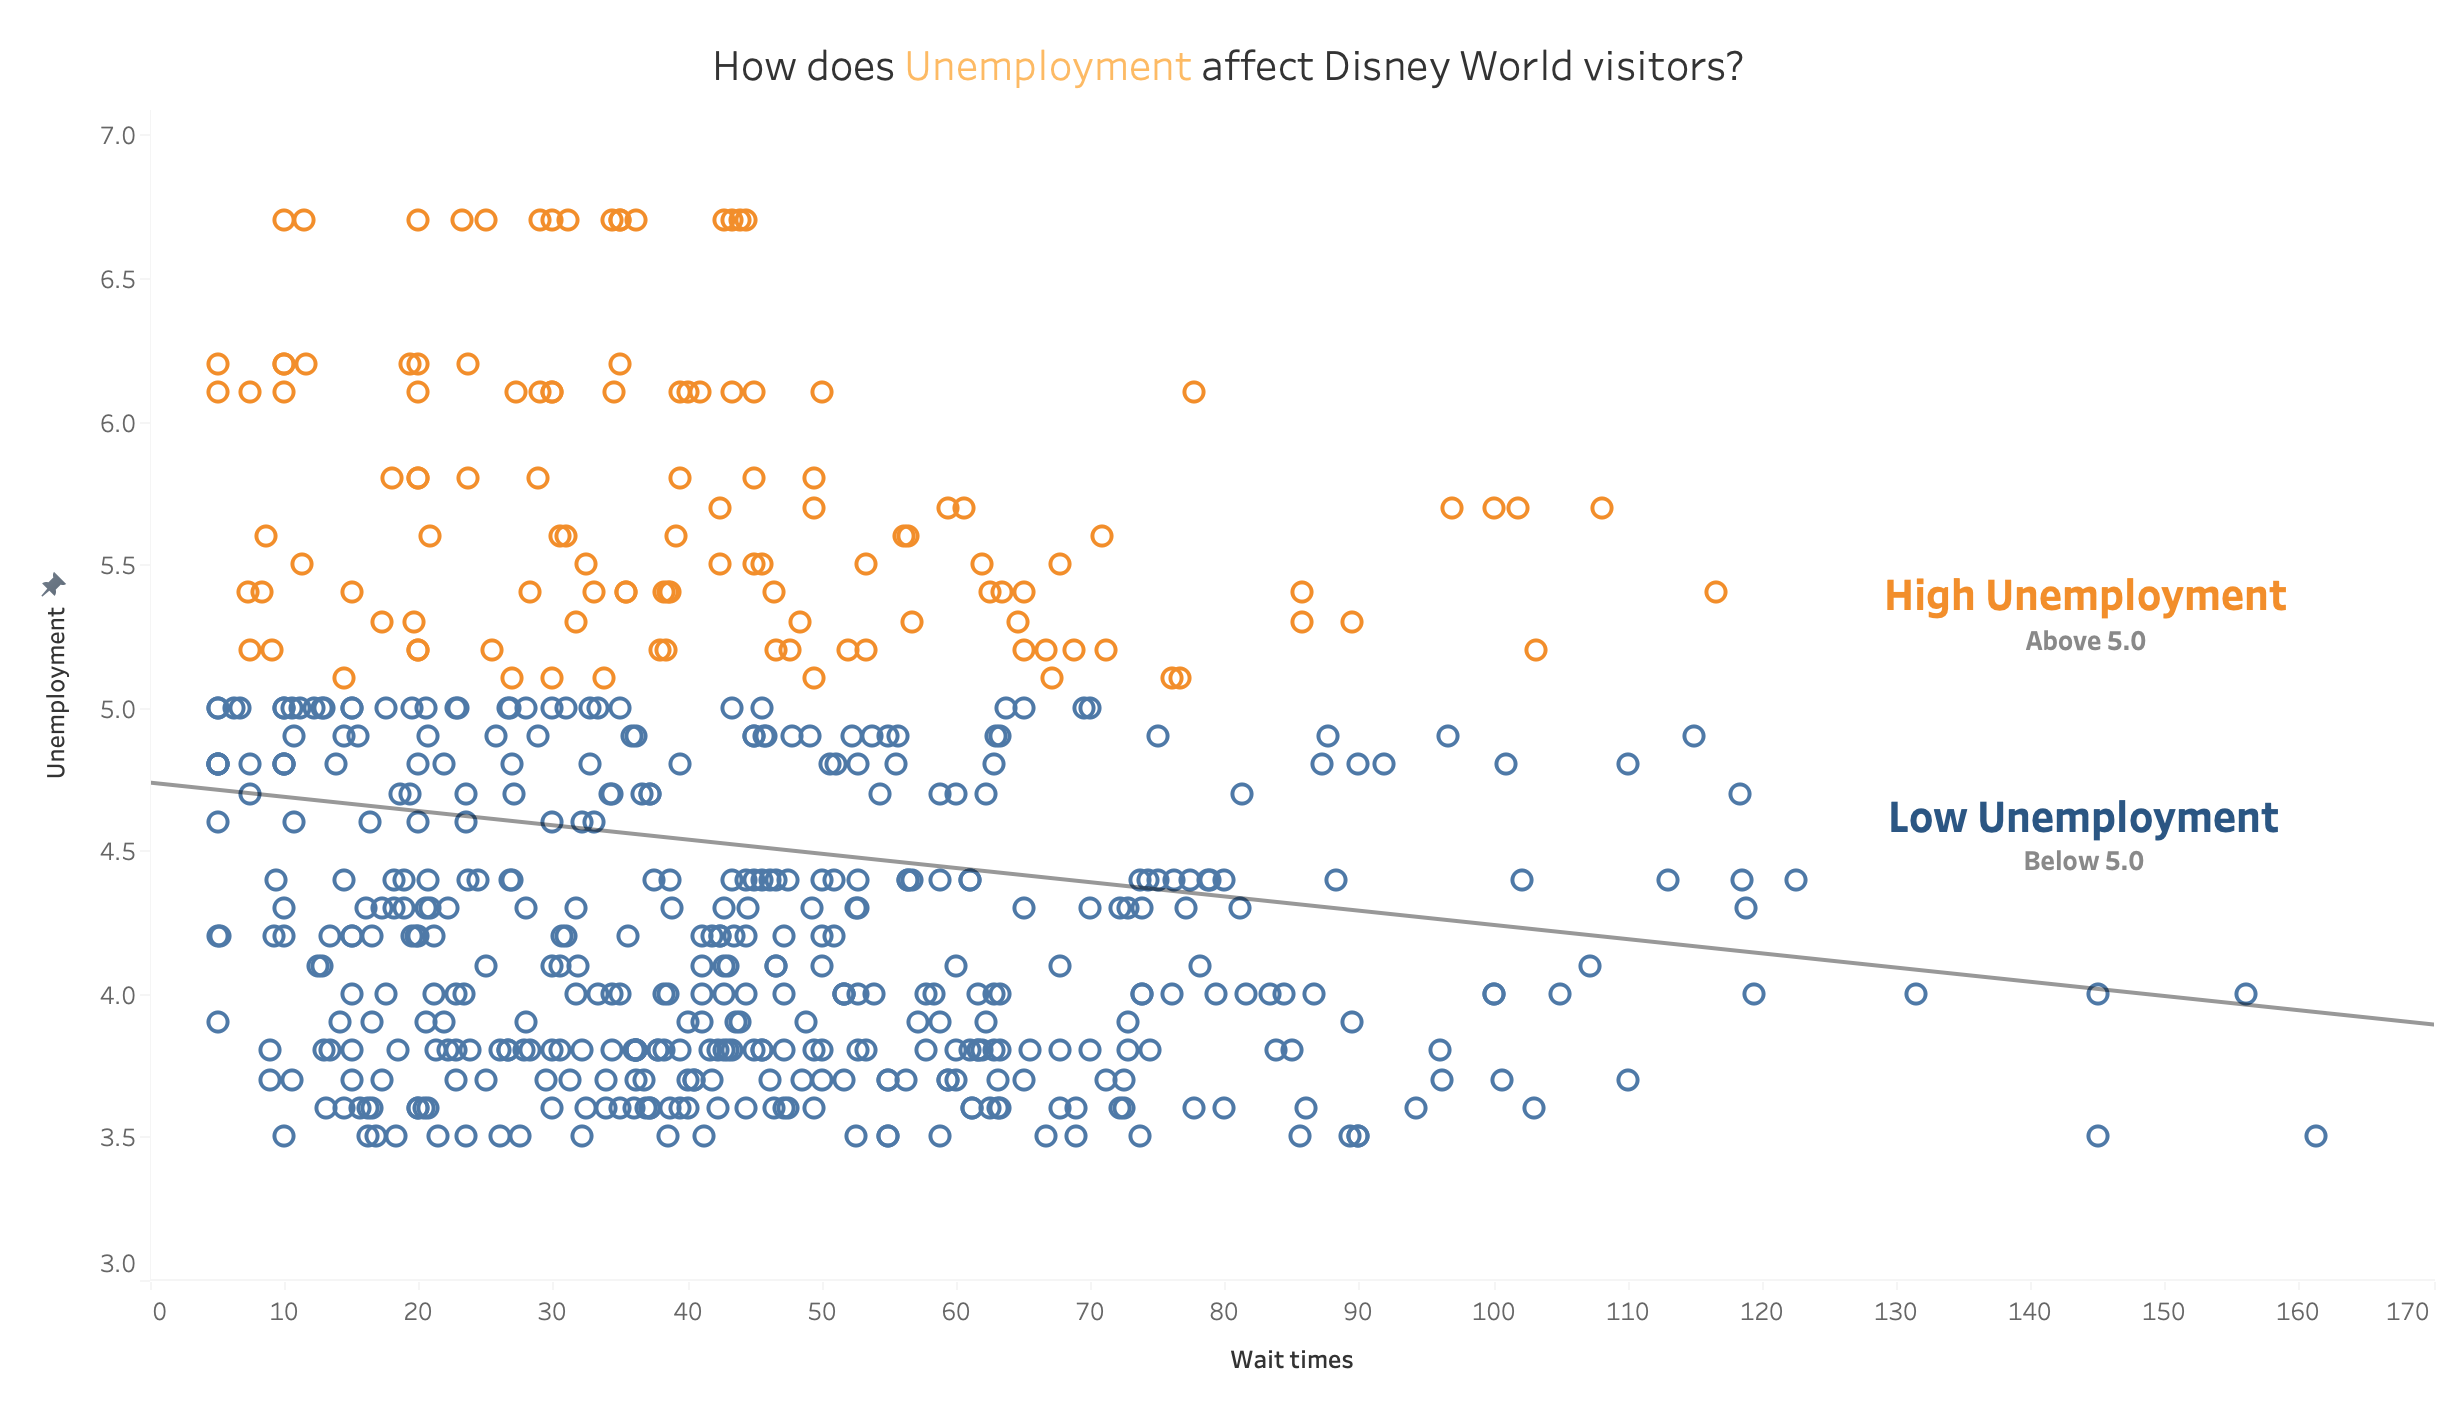 How does Unemployment affect Disney World visitors?
7.0
6.5
6.0
5.5
5.0
4.5
4.0
3.5
3.0
Unemployment
High Unemployment
Above 5.0
Low Unemployment
Below 5.0
0 10 20 30 40 50 60 70 80 90 100 110 120 130 140 150 160 170
Wait times